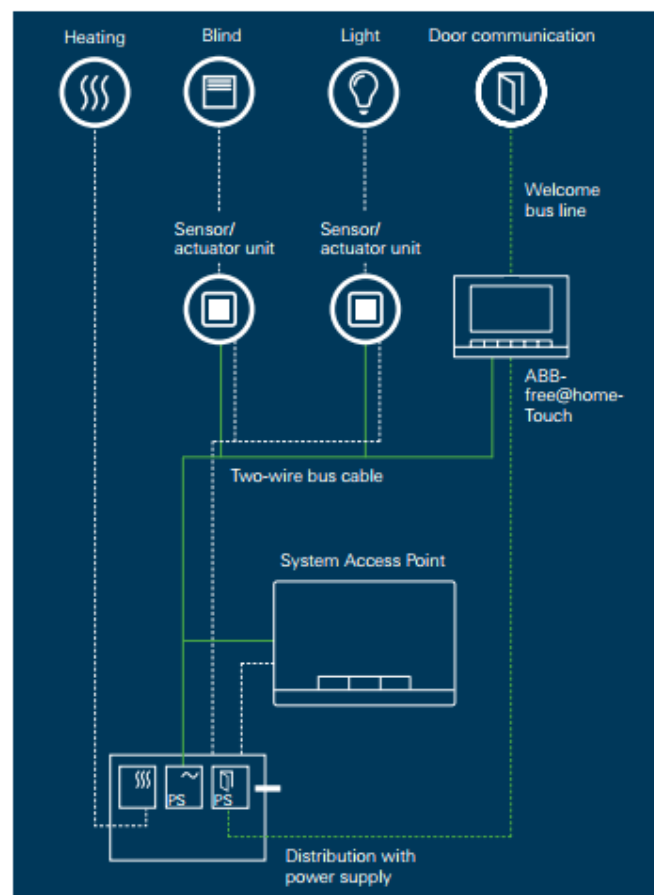 Heating
Blind
Light
Door communication
Welcome
bus line
Sensor/
actuator unit
Sensor/
actuator unit
ABB-
free@home-
Touch
Two-wire bus cable
System Access Point
PS
PS
Distribution with
power supply